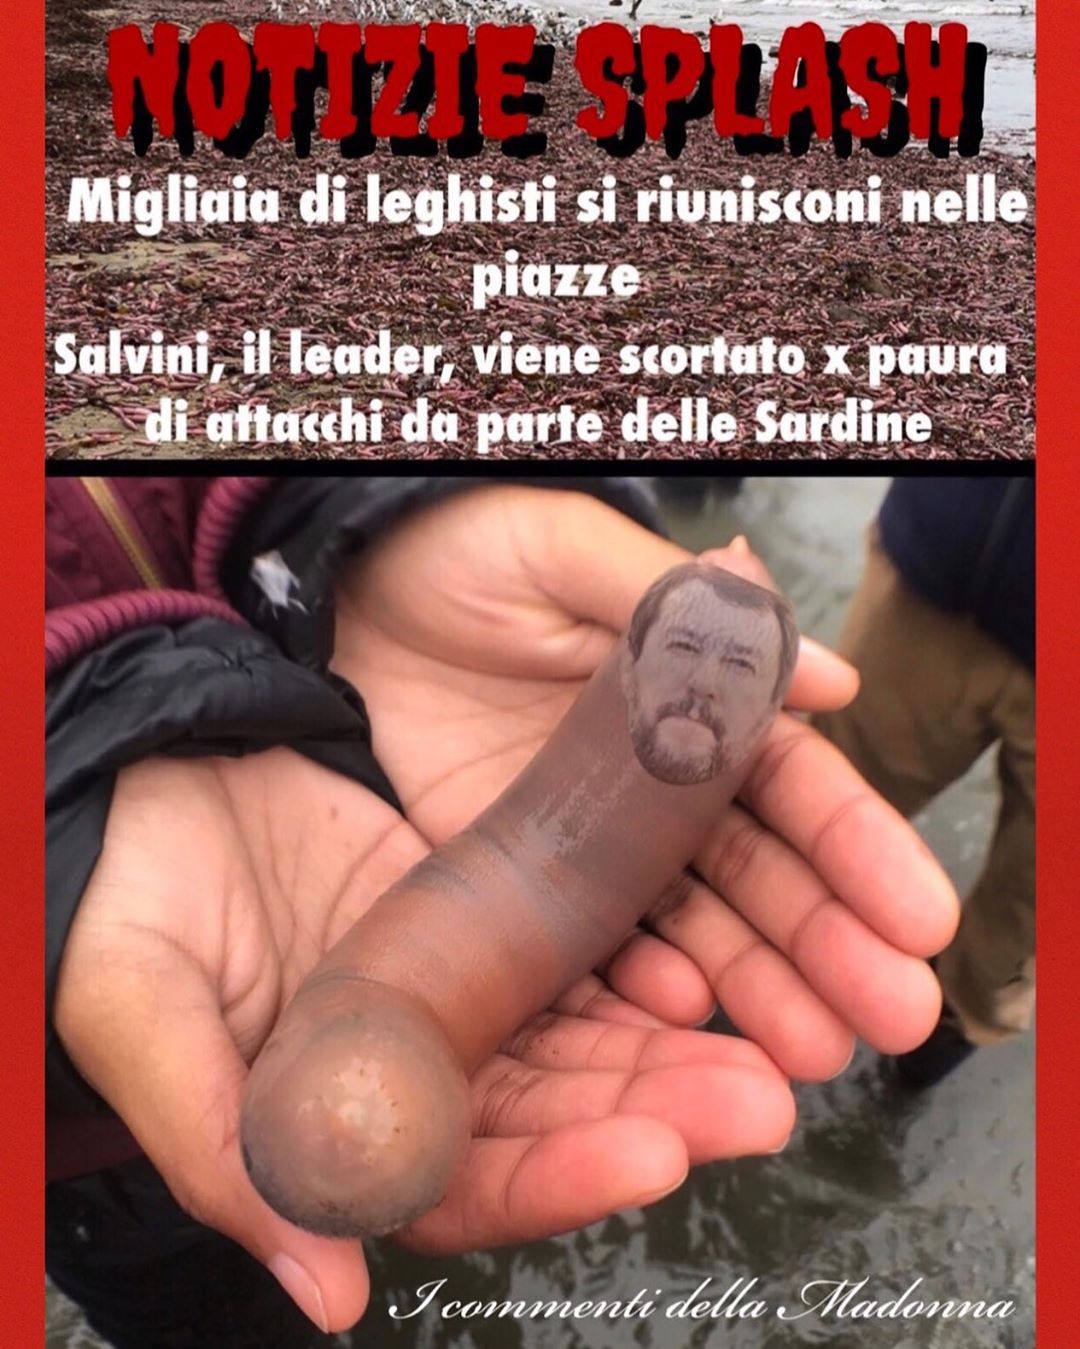 NOTIZIE SPLASH
Migliaia di leghisti si riunisconi nelle
piazze
Salvini, il leader, viene scortato x paura
di attacchi da parte delle Sardine
I commenti della Madonna